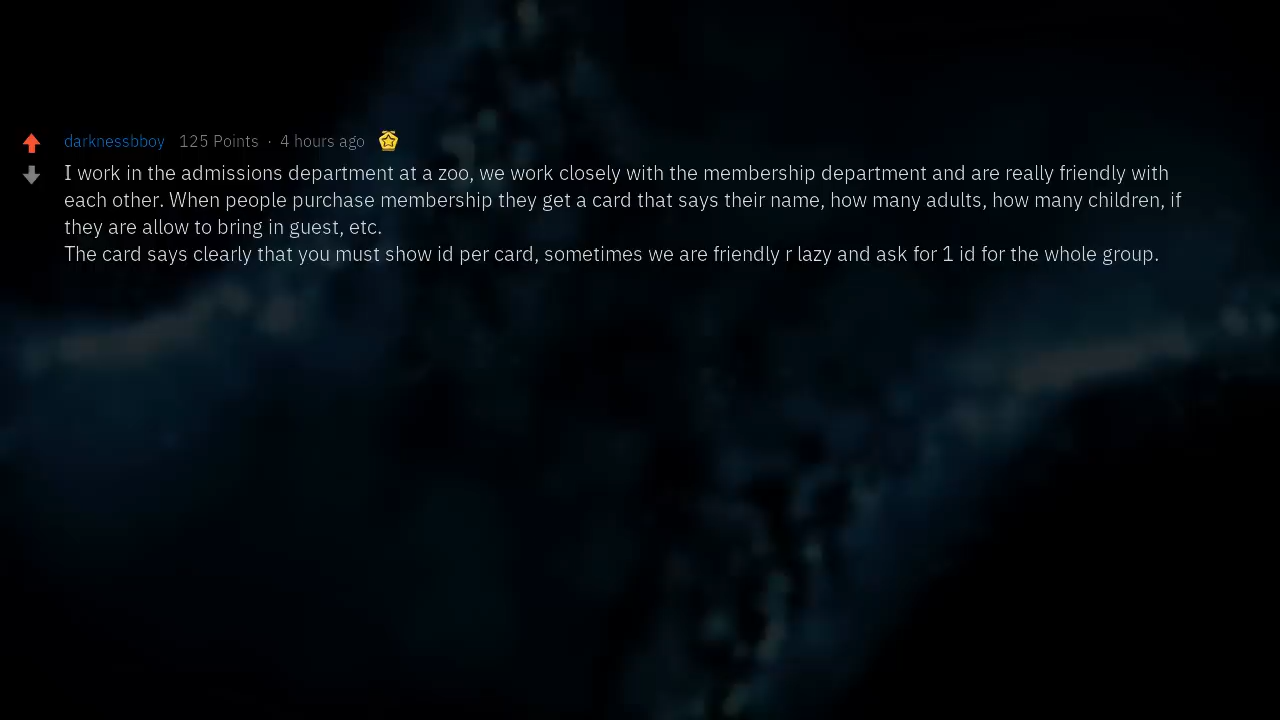 darknessbboy 125 Points · 4 hours ago
I work in the admissions department at a zoo, we work closely with the membership department and are really friendly with
each other. When people purchase membership they get a card that says their name, how many adults, how many children, if
they are allow to bring in guest, etc.
The card says clearly that you must show id per card, sometimes we are friendly r lazy and ask for 1 id for the whole group.